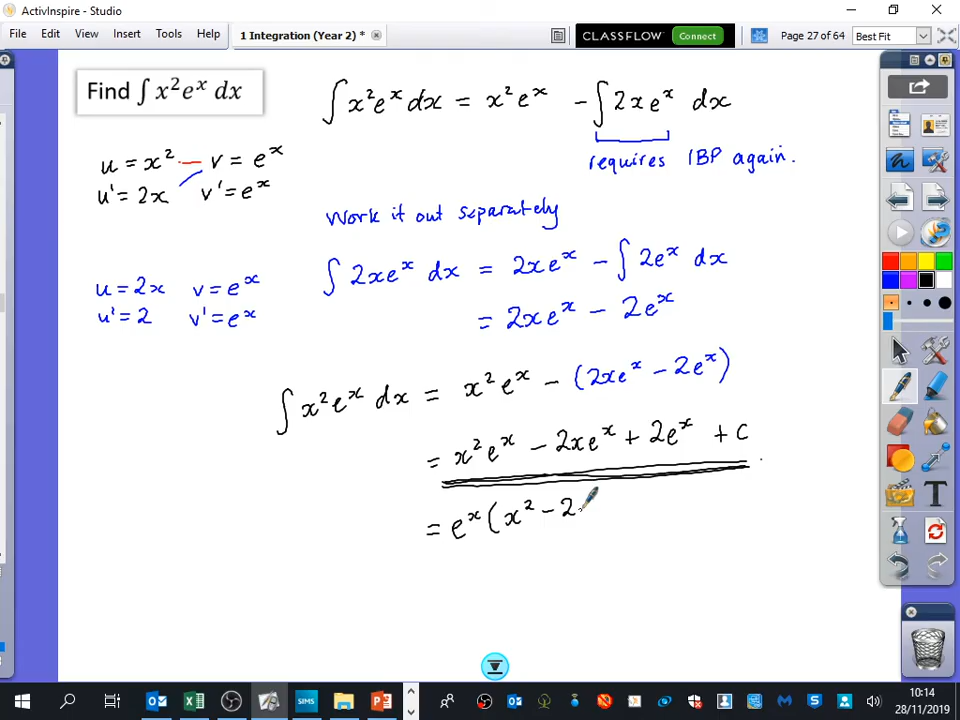 ActivInspire - Studio
File Edit View Insert Tools Help
1 Integration (Year 2) *
CLASSFLOW Connect
Page 27 of 64
Best Fit
Find ∫ x²eˣ dx
∫ x²eˣ dx = x²eˣ - ∫ 2xeˣ dx
requires IBP again.
u = x² v = eˣ
u' = 2x v' = eˣ
Work it out separately
∫ 2xeˣ dx = 2xeˣ - ∫ 2eˣ dx
= 2xeˣ - 2eˣ
u = 2x v = eˣ
u' = 2 v' = eˣ
∫ x²eˣ dx = x²eˣ - (2xeˣ - 2eˣ)
= x²eˣ - 2xeˣ + 2eˣ + c
= eˣ(x² - 2
SIMS
10:14
28/11/2019